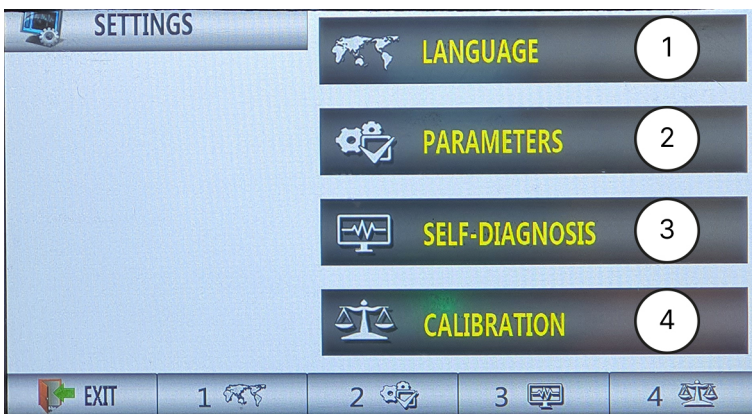 SETTINGS
LANGUAGE 1
PARAMETERS 2
SELF-DIAGNOSIS 3
CALIBRATION 4
EXIT 1 2 3 4